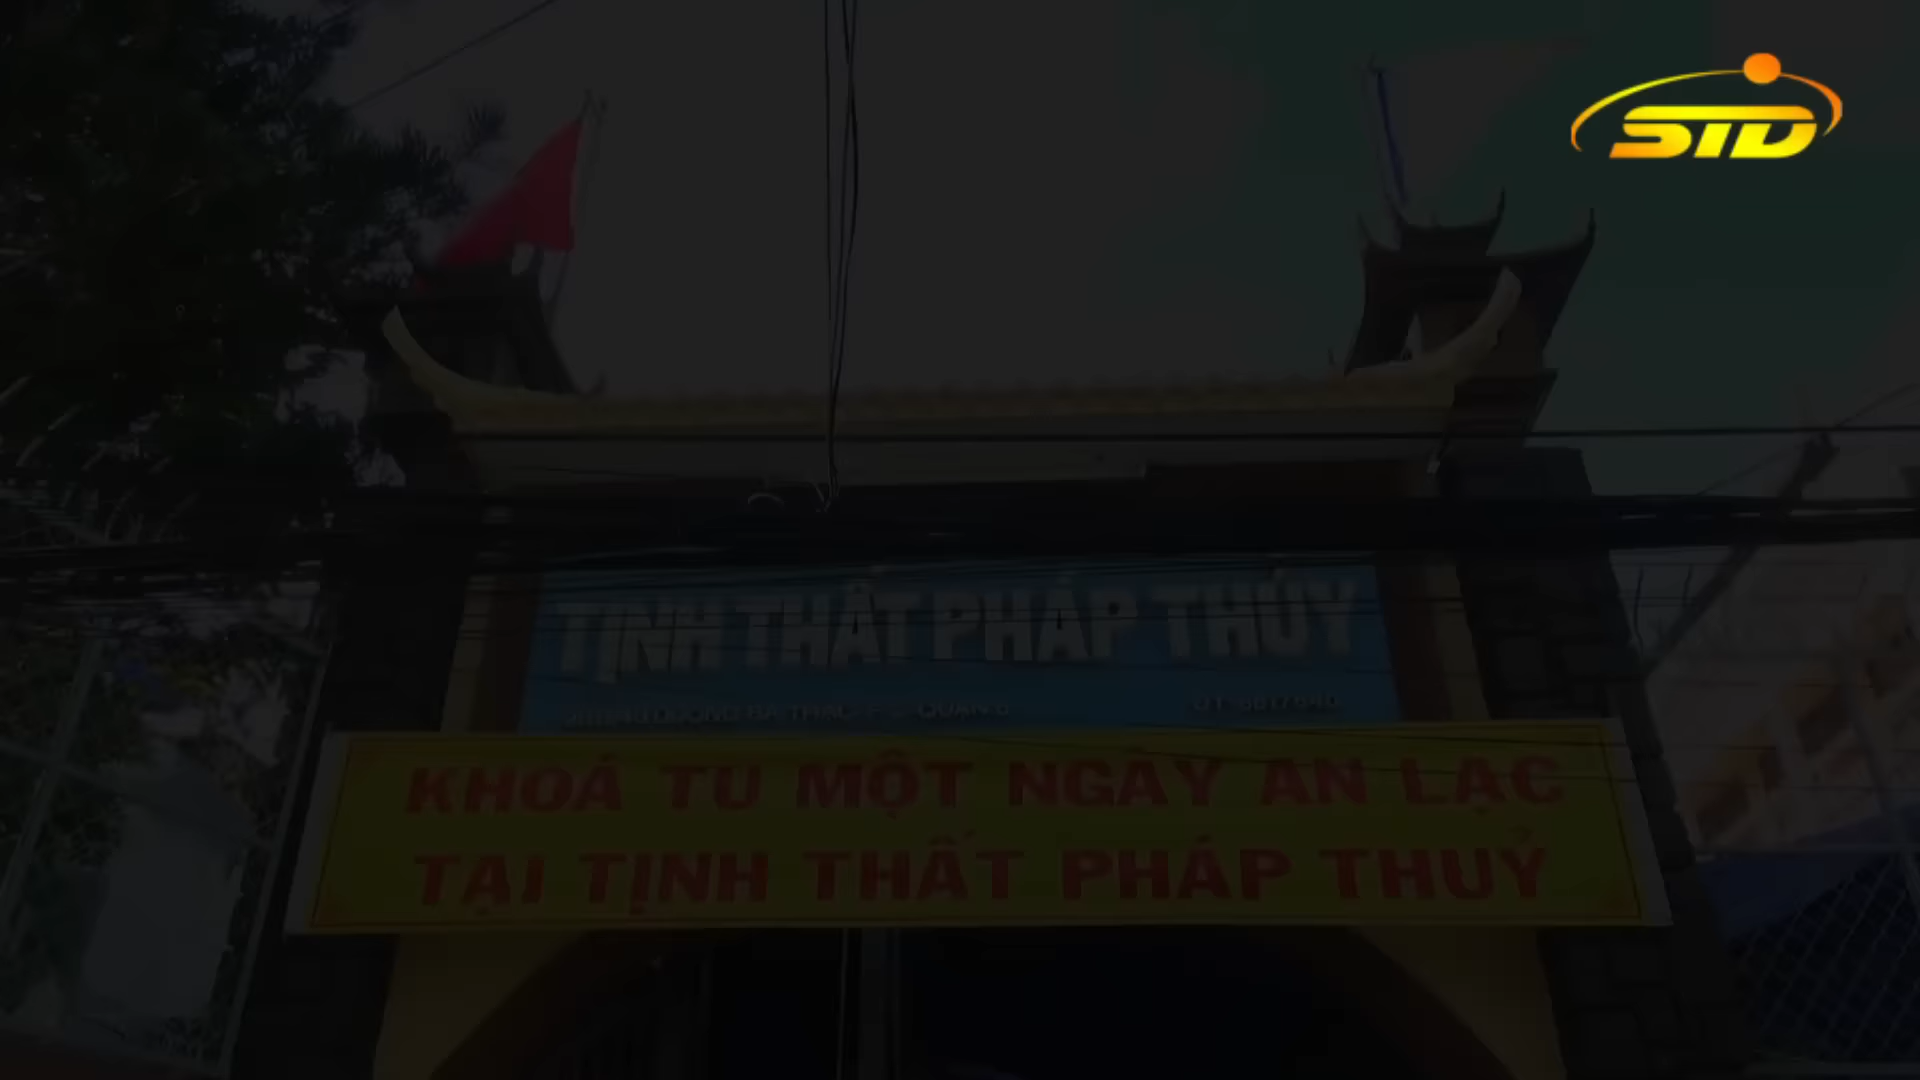 STD
TỊNH THẤT PHÁP THỦY
KHOÁ TU MỘT NGÀY AN LẠC
TẠI TỊNH THẤT PHÁP THUỶ